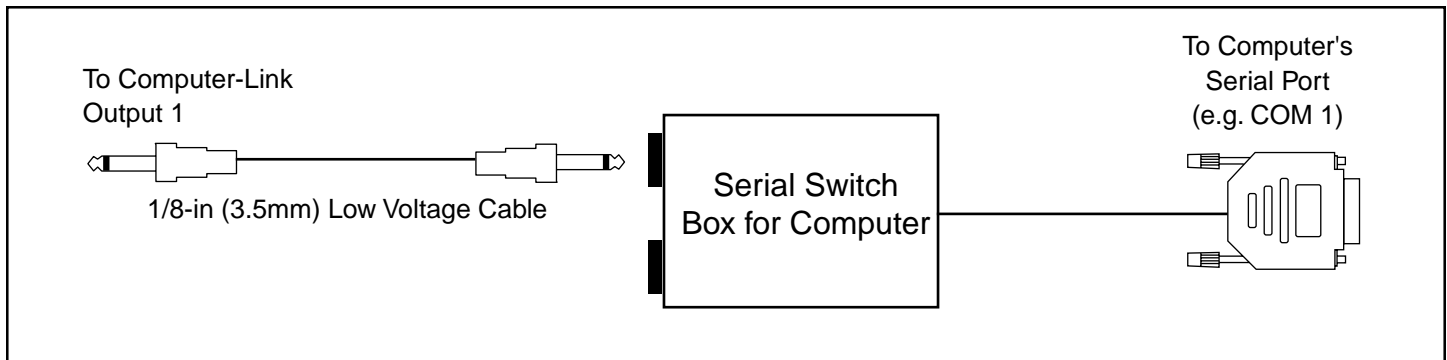 To Computer-Link
Output 1
1/8-in (3.5mm) Low Voltage Cable
Serial Switch
Box for Computer
To Computer's
Serial Port
(e.g. COM 1)